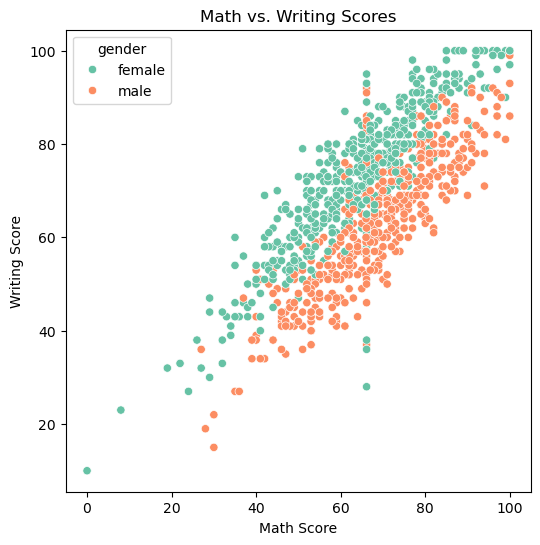 Math vs. Writing Scores
gender
female
male
100
80
60
40
20
Writing Score
0
20
40
60
80
100
Math Score